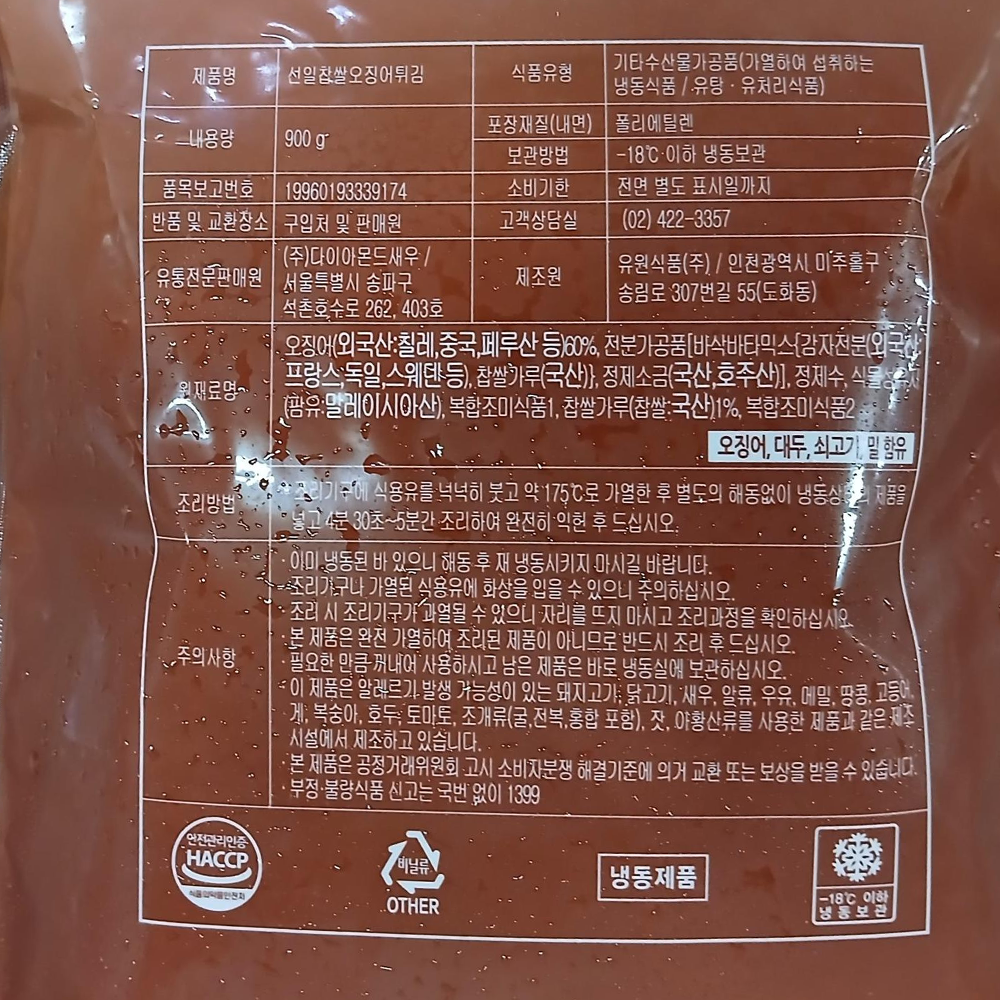 제품명 선일찹쌀오징어튀김 식품유형 기타수산물가공품(가열하여 섭취하는
냉동식품 / 유탕 · 유처리식품)
내용량 900 g 포장재질(내면) 폴리에틸렌
보관방법 -18℃ 이하 냉동보관
품목보고번호 19960193339174 소비기한 전면 별도 표시일까지
반품 및 교환장소 구입처 및 판매원 고객상담실 (02) 422-3357
유통전문판매원 (주)다이아몬드새우 /
서울특별시 송파구
석촌호수로 262, 403호
제조원 유원식품(주) / 인천광역시 미추홀구
송림로 307번길 55(도화동)
원재료명 오징어(외국산:칠레,중국,페루산 등)60%, 전분가공품[바삭바타믹스{감자전분(외국산
프랑스,독일,스웨덴 등), 찹쌀가루(국산)}, 정제소금(국산,호주산)], 정제수,
(팜유:말레이시아산), 복합조미식품1, 찹쌀가루(찹쌀:국산)1%, 복합조미식품2
오징어, 대두, 쇠고기, 밀 함유
조리방법 · 조리기구에 식용유를 넉넉히 붓고 약 175℃로 가열한 후 별도의 해동없이 제품을
넣고 4분 30초~5분간 조리하여 완전히 익힌 후 드십시오.
주의사항 · 이미 냉동된 바 있으니 해동 후 재 냉동시키지 마시길 바랍니다.
· 조리기구나 가열된 식용유에 화상을 입을 수 있으니 주의하십시오.
· 조리 시 조리기구가 과열될 수 있으니 자리를 뜨지 마시고 조리과정을 확인하십시오.
· 본 제품은 완전 가열하여 조리된 제품이 아니므로 반드시 조리 후 드십시오.
· 필요한 만큼 꺼내어 사용하시고 남은 제품은 바로 냉동실에 보관하십시오.
· 이 제품은 알레르기 발생 가능성이 있는 돼지고기, 닭고기, 새우, 알류, 우유, 메밀, 땅콩, 고등어,
게, 복숭아, 호두, 토마토, 조개류(굴,전복,홍합 포함), 잣, 아황산류를 사용한 제품과 같은 제조
시설에서 제조하고 있습니다.
· 본 제품은 공정거래위원회 고시 소비자분쟁 해결기준에 의거 교환 또는 보상을 받을 수 있습니다.
· 부정·불량식품 신고는 국번 없이 1399
안전관리인증
HACCP
식품의약품안전처
비닐류
OTHER
냉동제품
-18℃ 이하
냉동보관